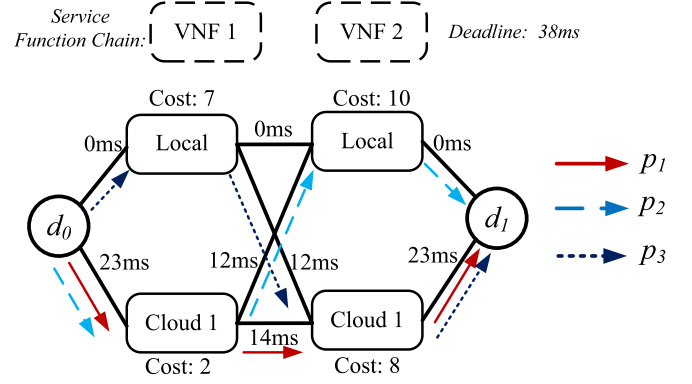 Service
Function Chain:
VNF 1
VNF 2
Deadline: 38ms
Cost: 7
Cost: 10
0ms
Local
0ms
Local
0ms
p1
d0
d1
p2
23ms
12ms
12ms
23ms
p3
Cloud 1
14ms
Cloud 1
Cost: 2
Cost: 8